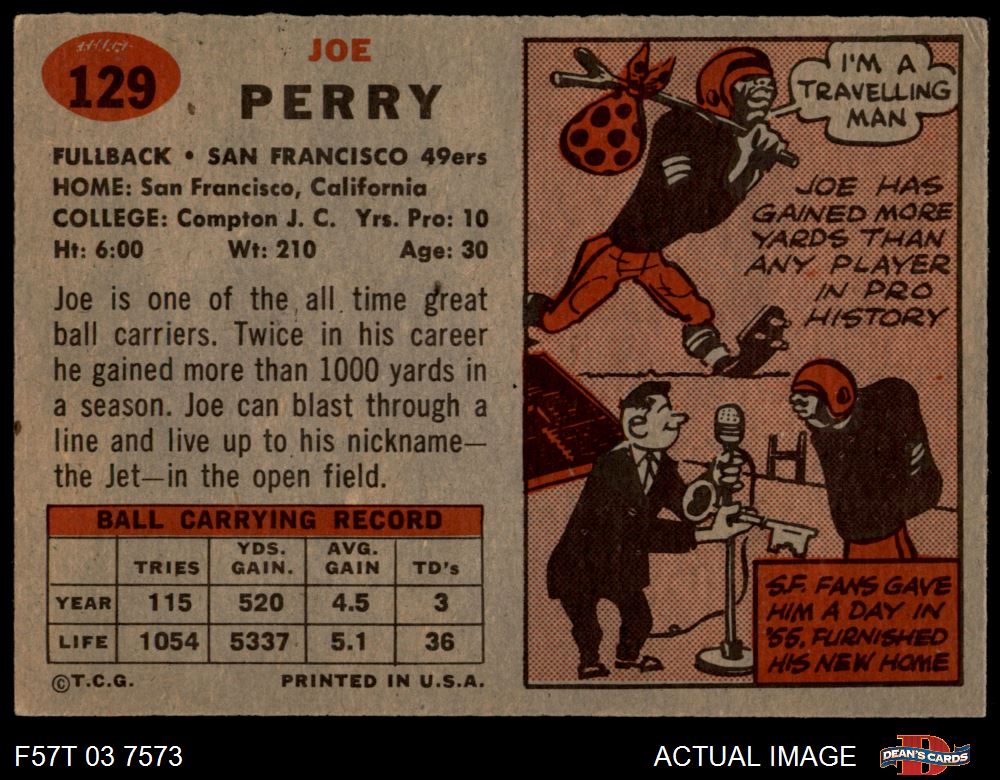 129
JOE
PERRY
FULLBACK • SAN FRANCISCO 49ers
HOME: San Francisco, California
COLLEGE: Compton J. C. Yrs. Pro: 10
Ht: 6:00 Wt: 210 Age: 30
Joe is one of the all time great
ball carriers. Twice in his career
he gained more than 1000 yards in
a season. Joe can blast through a
line and live up to his nickname—
the Jet—in the open field.
BALL CARRYING RECORD
TRIES YDS. GAIN. AVG. GAIN TD's
YEAR 115 520 4.5 3
LIFE 1054 5337 5.1 36
©T.C.G. PRINTED IN U.S.A.
I'M A
TRAVELLING
MAN
JOE HAS
GAINED MORE
YARDS THAN
ANY PLAYER
IN PRO
HISTORY
S.F. FANS GAVE
HIM A DAY IN
'55. FURNISHED
HIS NEW HOME
F57T 03 7573
ACTUAL IMAGE
DEAN'S CARDS